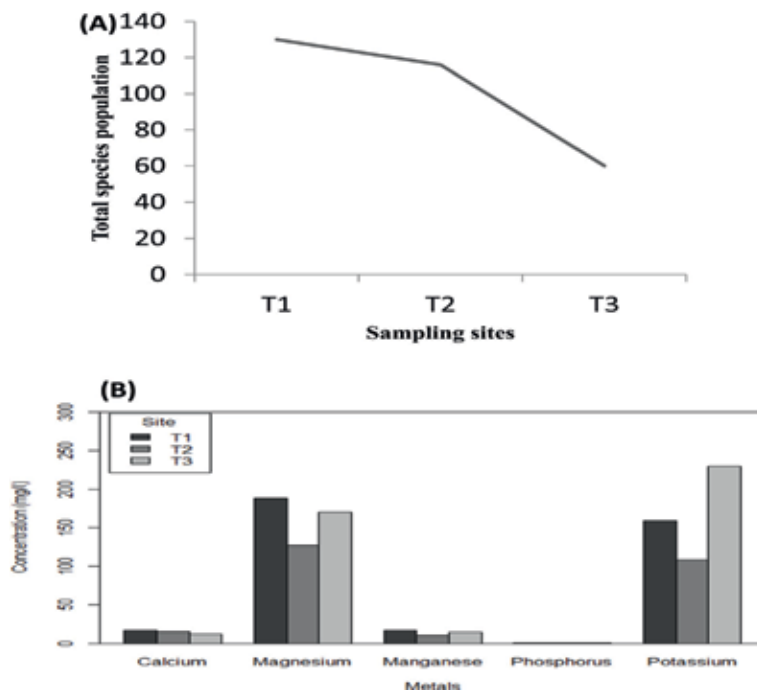 (A)
Total species population
140
120
100
80
60
40
20
0
T1 T2 T3
Sampling sites
(B)
Concentration (mg/l)
300
250
200
150
100
50
0
Site
T1
T2
T3
Calcium Magnesium Manganese Phosphorus Potassium
Metals